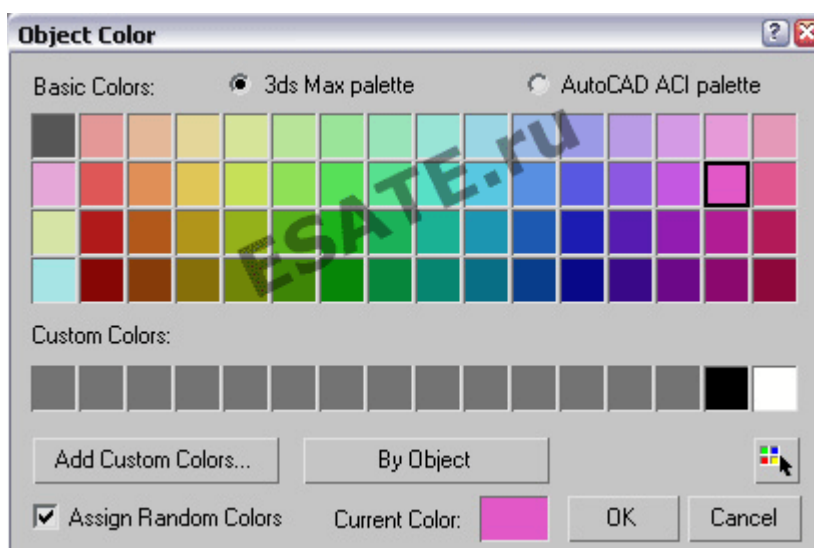 Object Color
Basic Colors: 3ds Max palette AutoCAD ACI palette
ESATE.ru
Custom Colors:
Add Custom Colors... By Object
Assign Random Colors Current Color: OK Cancel